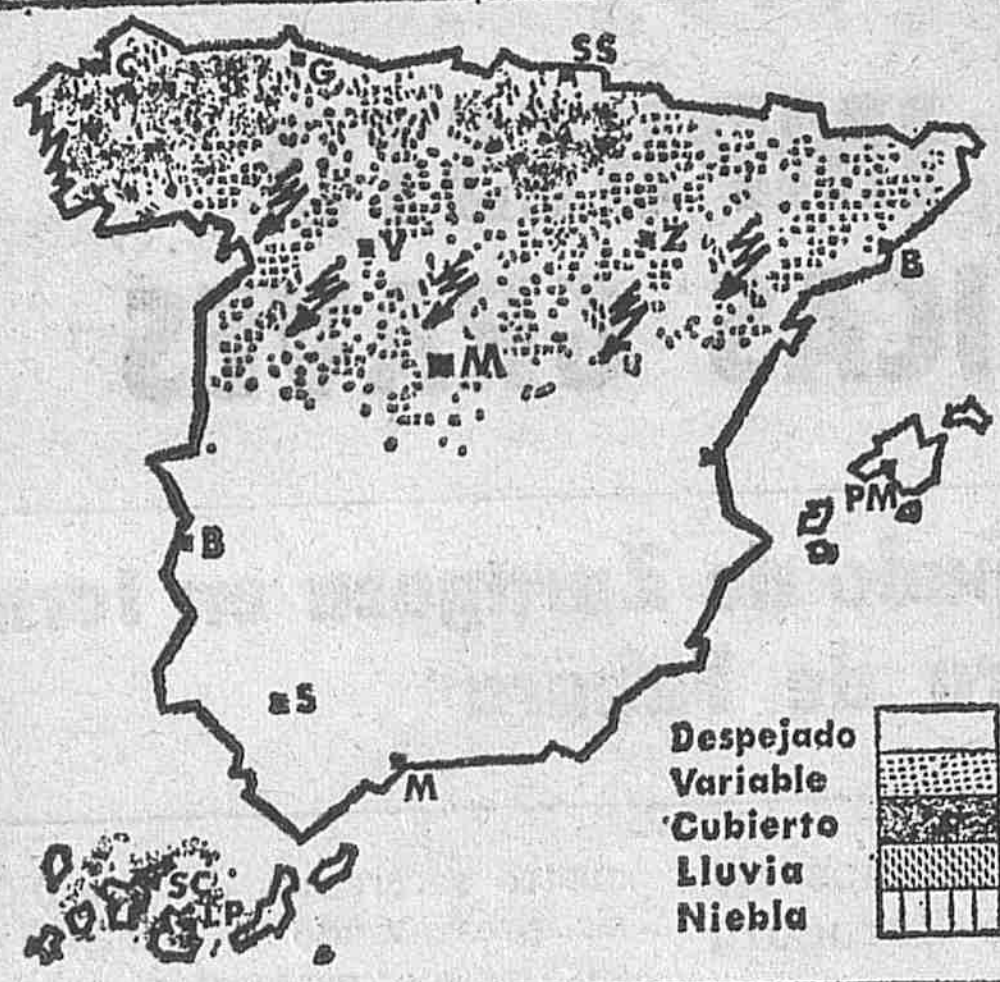 C
G
SS
V
Z
B
M
PM
B
S
M
SC
LP
Despejado
Variable
Cubierto
Lluvia
Niebla